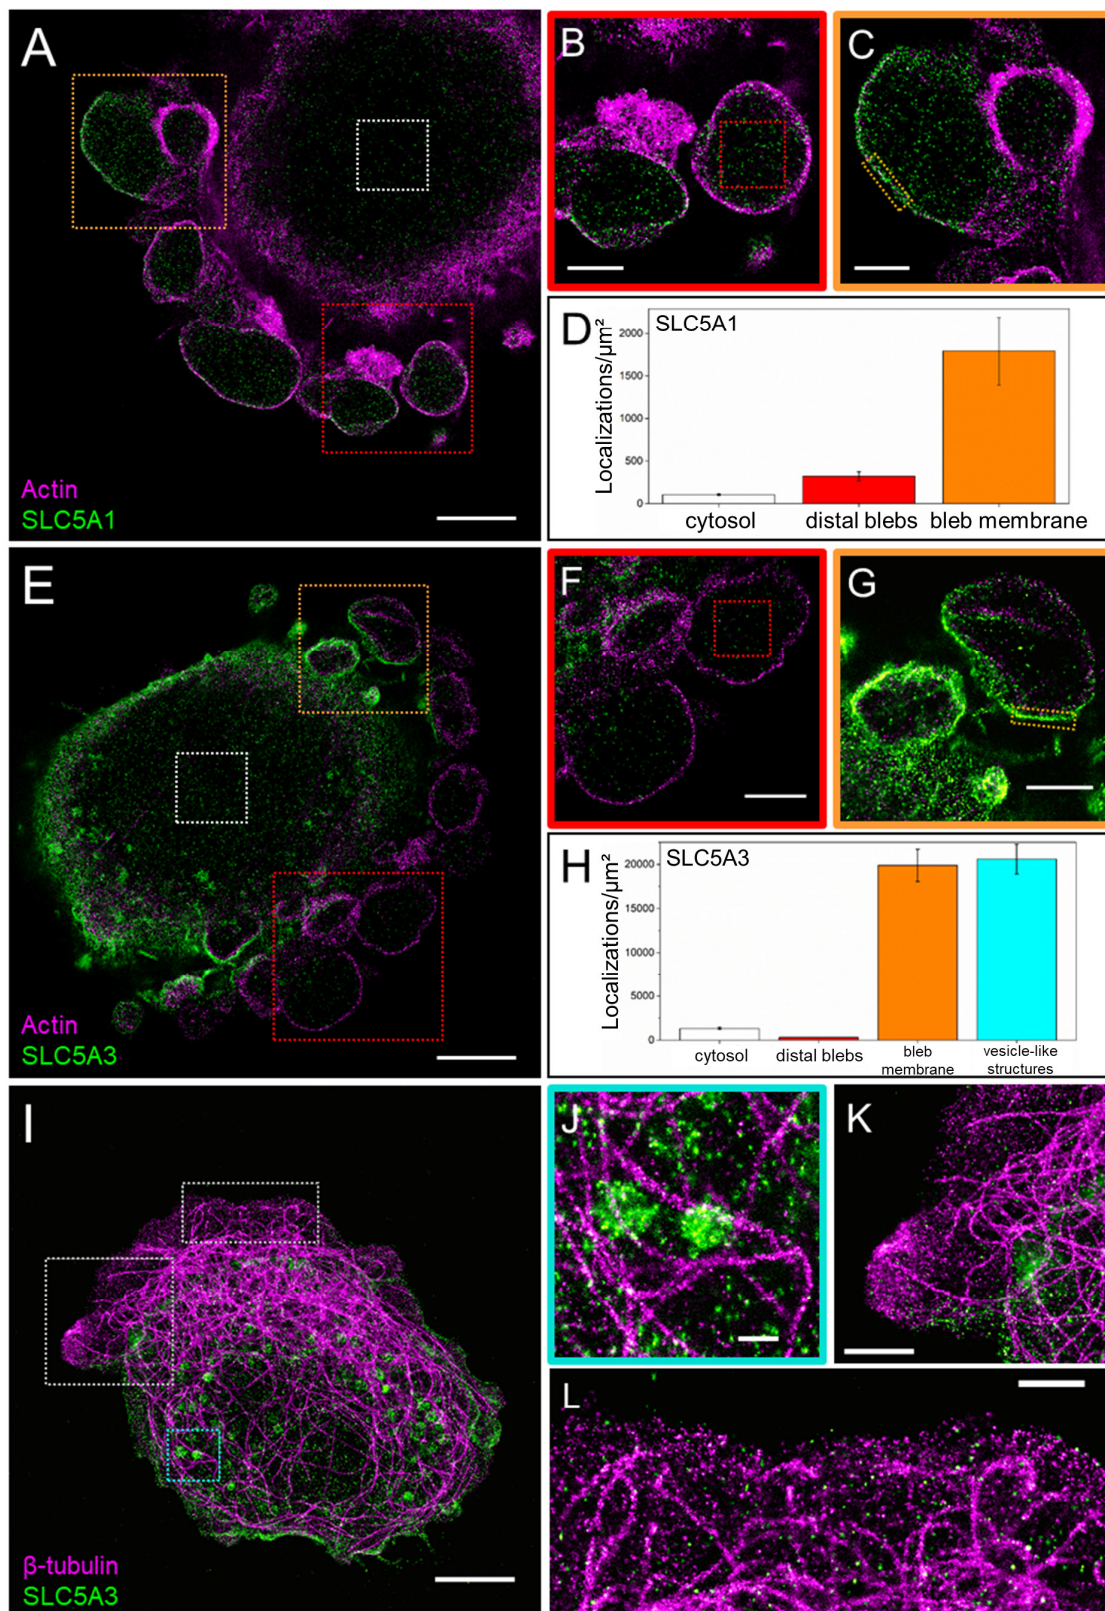 A
Actin
SLC5A1
B
C
D
SLC5A1
Localizations/µm²
2000
1500
1000
500
0
cytosol
distal blebs
bleb membrane
E
Actin
SLC5A3
F
G
H
SLC5A3
Localizations/µm²
20000
15000
10000
5000
0
cytosol
distal blebs
bleb
membrane
vesicle-like
structures
I
β-tubulin
SLC5A3
J
K
L